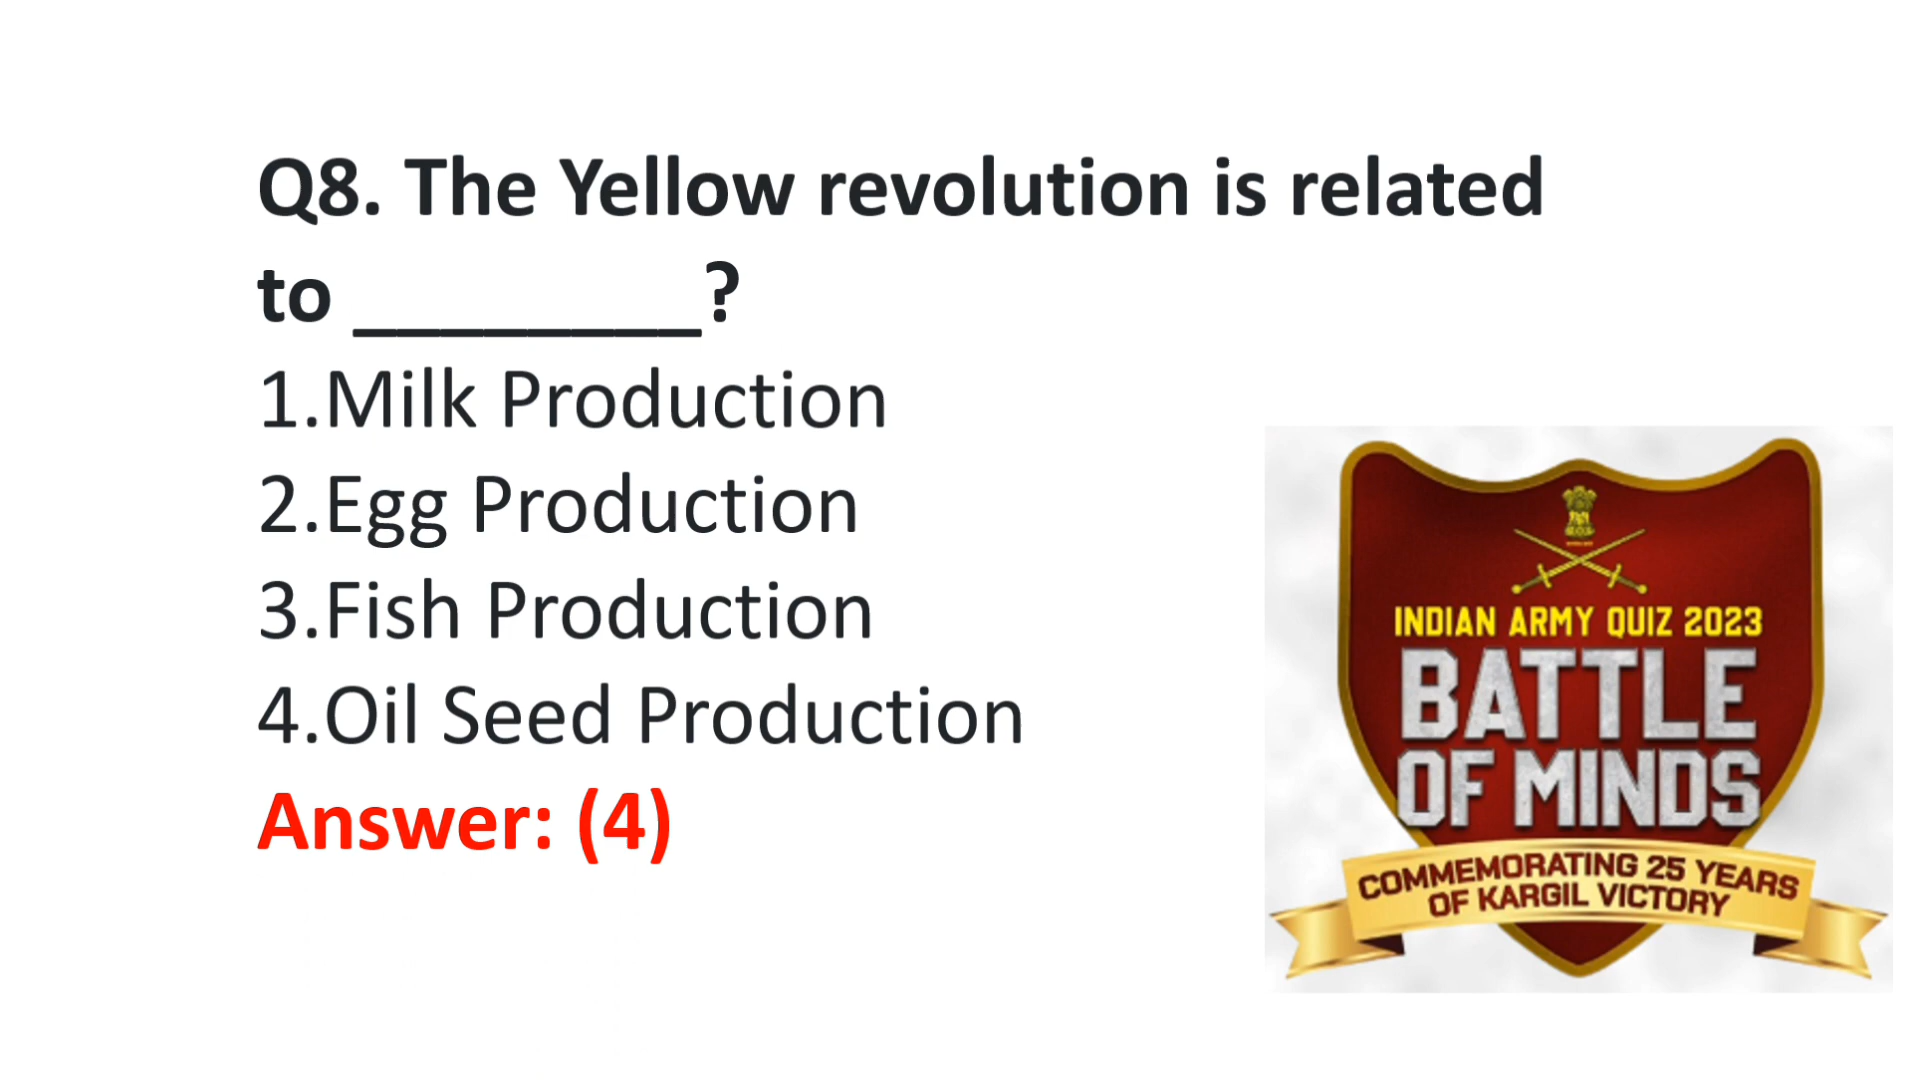 Q8. The Yellow revolution is related
to ________?
1.Milk Production
2.Egg Production
3.Fish Production
4.Oil Seed Production
Answer: (4)
INDIAN ARMY QUIZ 2023
BATTLE
OF MINDS
COMMEMORATING 25 YEARS
OF KARGIL VICTORY